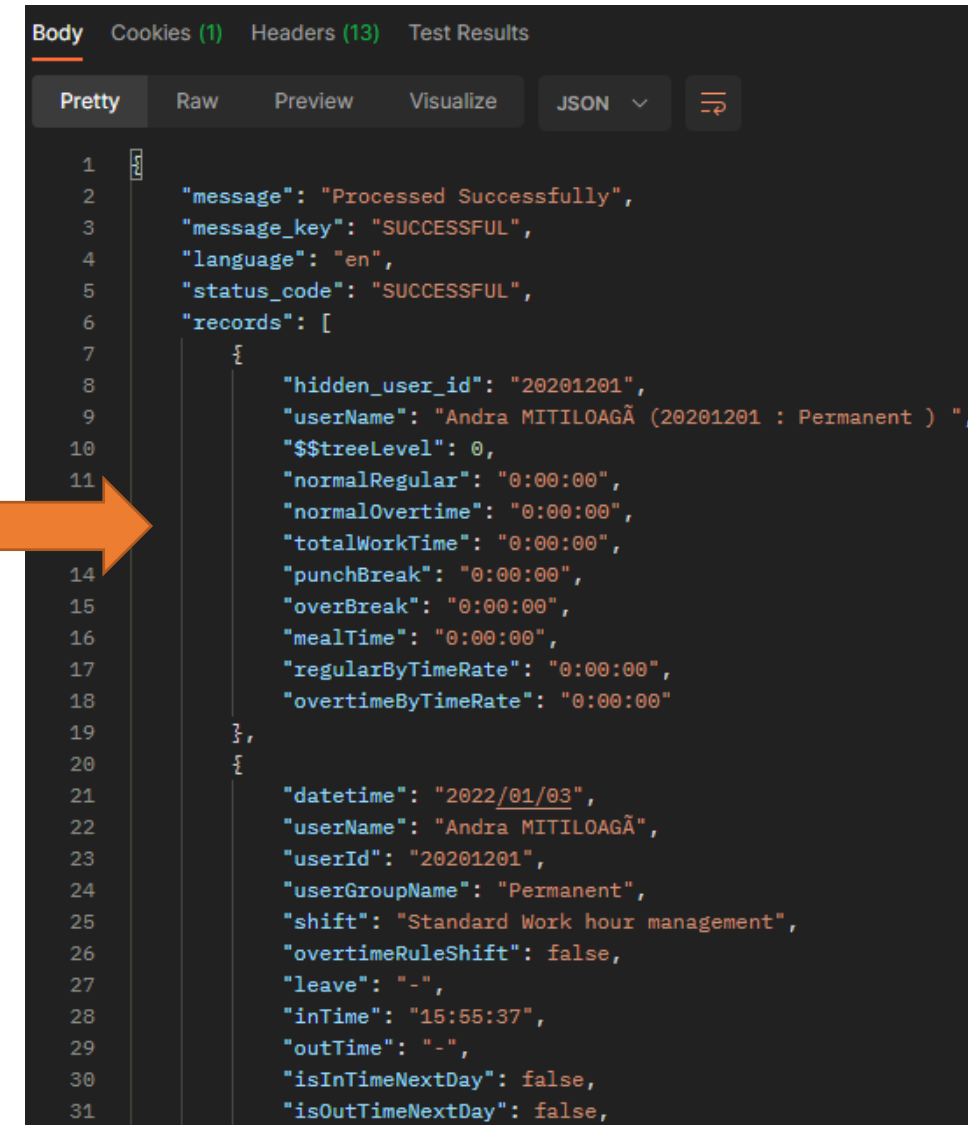 Body Cookies (1) Headers (13) Test Results
Pretty Raw Preview Visualize JSON
1 {
2 "message": "Processed Successfully",
3 "message_key": "SUCCESSFUL",
4 "language": "en",
5 "status_code": "SUCCESSFUL",
6 "records": [
7 {
8 "hidden_user_id": "20201201",
9 "userName": "Andra MITILOAGÃ (20201201 : Permanent ) ",
10 "$$treeLevel": 0,
11 "normalRegular": "0:00:00",
"normalOvertime": "0:00:00",
"totalWorkTime": "0:00:00",
14 "punchBreak": "0:00:00",
15 "overBreak": "0:00:00",
16 "mealTime": "0:00:00",
17 "regularByTimeRate": "0:00:00",
18 "overtimeByTimeRate": "0:00:00"
19 },
20 {
21 "datetime": "2022/01/03",
22 "userName": "Andra MITILOAGÃ",
23 "userId": "20201201",
24 "userGroupName": "Permanent",
25 "shift": "Standard Work hour management",
26 "overtimeRuleShift": false,
27 "leave": "-",
28 "inTime": "15:55:37",
29 "outTime": "-",
30 "isInTimeNextDay": false,
31 "isOutTimeNextDay": false,